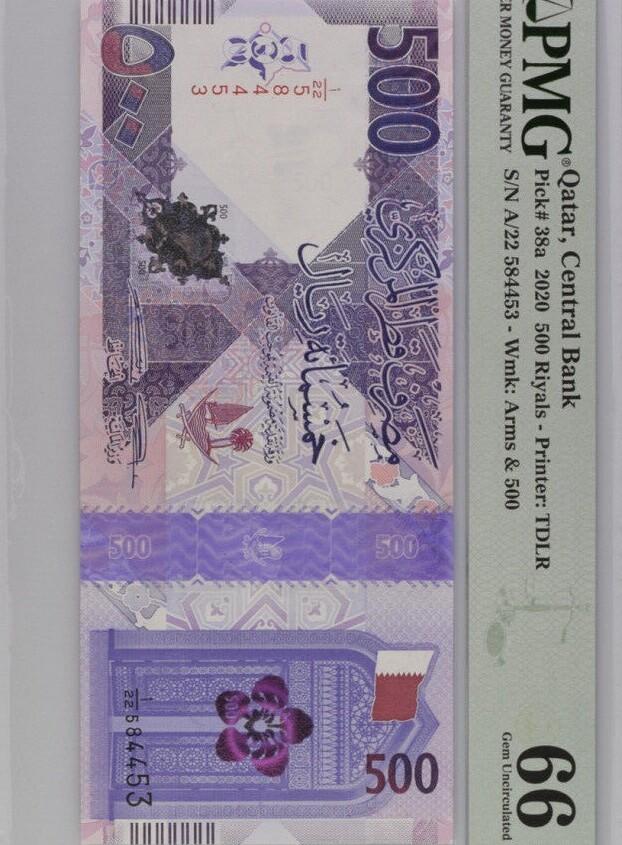 PMG®
ER MONEY GUARANTY
Qatar, Central Bank
Pick# 38a 2020 500 Riyals - Printer: TDLR
S/N A/22 584453 - Wmk: Arms & 500
66
Gem Uncirculated
500
مصرف قطر المركزي
خمسمائة ريال
٥٠٠
1/22 584453
500
500
500
500
500
1/22 584453